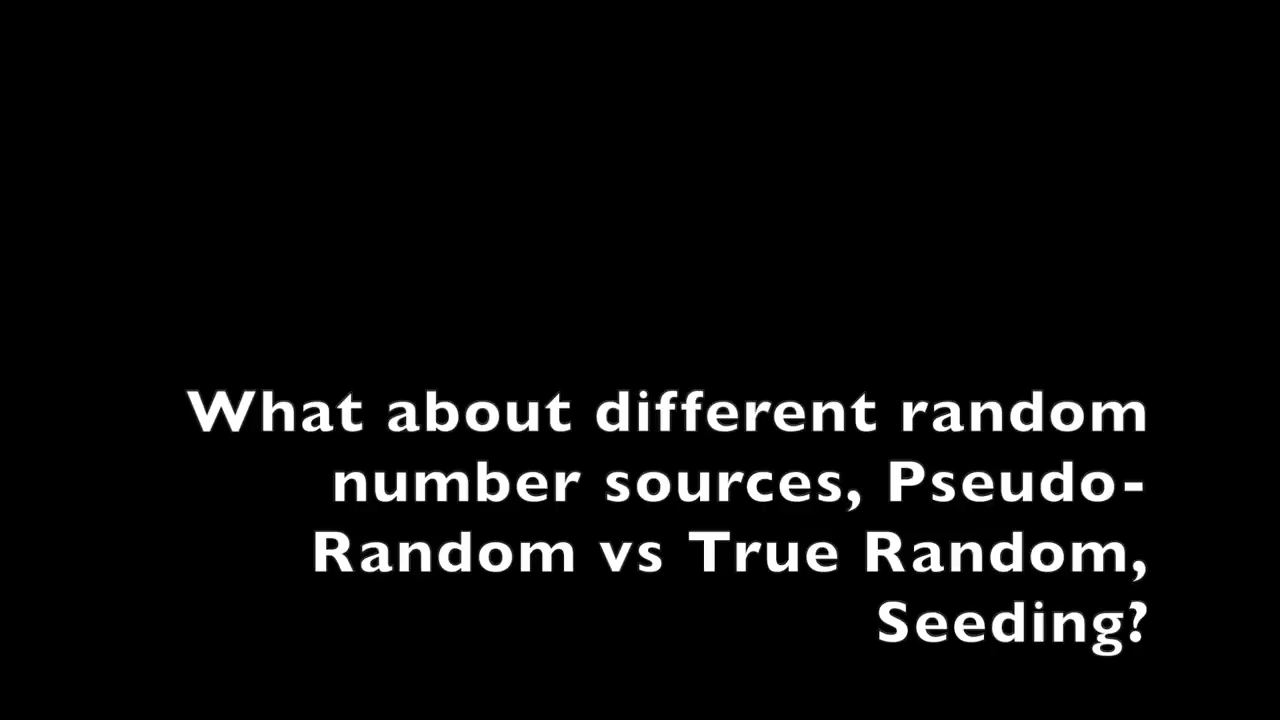 What about different random
number sources, Pseudo-
Random vs True Random,
Seeding?